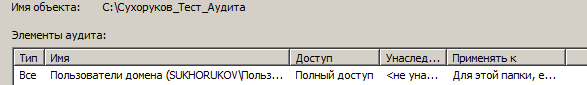 Имя объекта: C:\Сухоруков_Тест_Аудита
Элементы аудита:
Тип Имя Доступ Унаслед... Применять к
Все Пользователи домена (SUKHORUKOV\Польз... Полный доступ <не уна... Для этой папки, е...